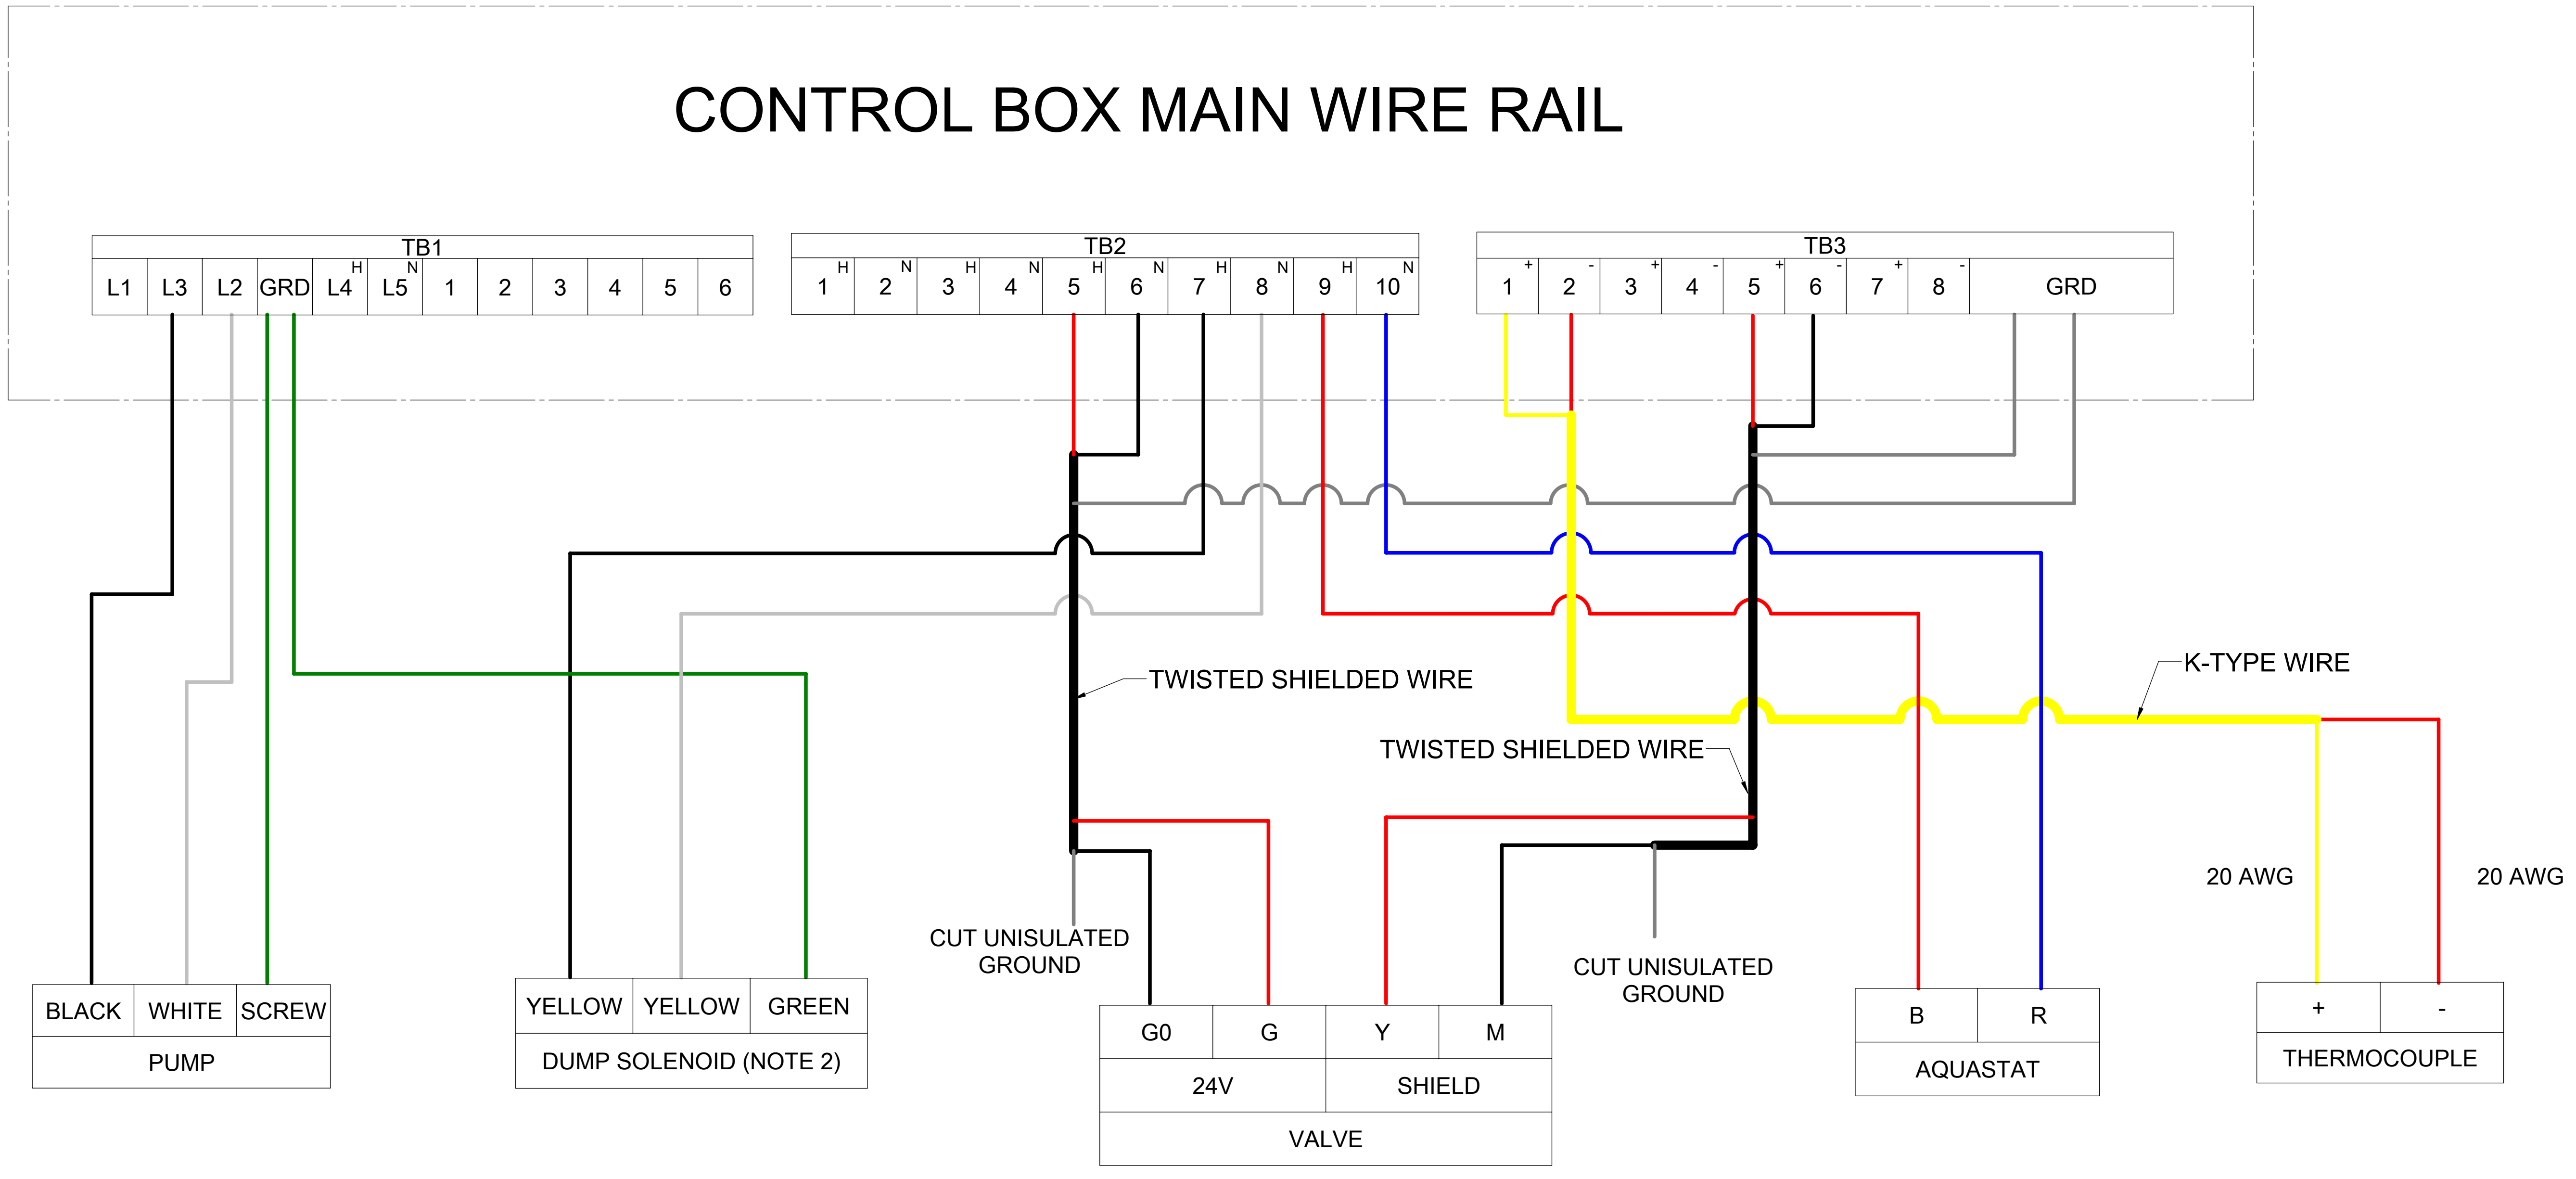 CONTROL BOX MAIN WIRE RAIL
TB1
L1 L3 L2 GRD L4 H L5 N 1 2 3 4 5 6
TB2
1 H 2 N 3 H 4 N 5 H 6 N 7 H 8 N 9 H 10 N
TB3
1 + 2 - 3 + 4 - 5 + 6 - 7 + 8 - GRD
TWISTED SHIELDED WIRE
K-TYPE WIRE
TWISTED SHIELDED WIRE
20 AWG
20 AWG
CUT UNISULATED
GROUND
CUT UNISULATED
GROUND
BLACK WHITE SCREW
PUMP
YELLOW YELLOW GREEN
DUMP SOLENOID (NOTE 2)
G0 G Y M
24V SHIELD
VALVE
B R
AQUASTAT
+ -
THERMOCOUPLE